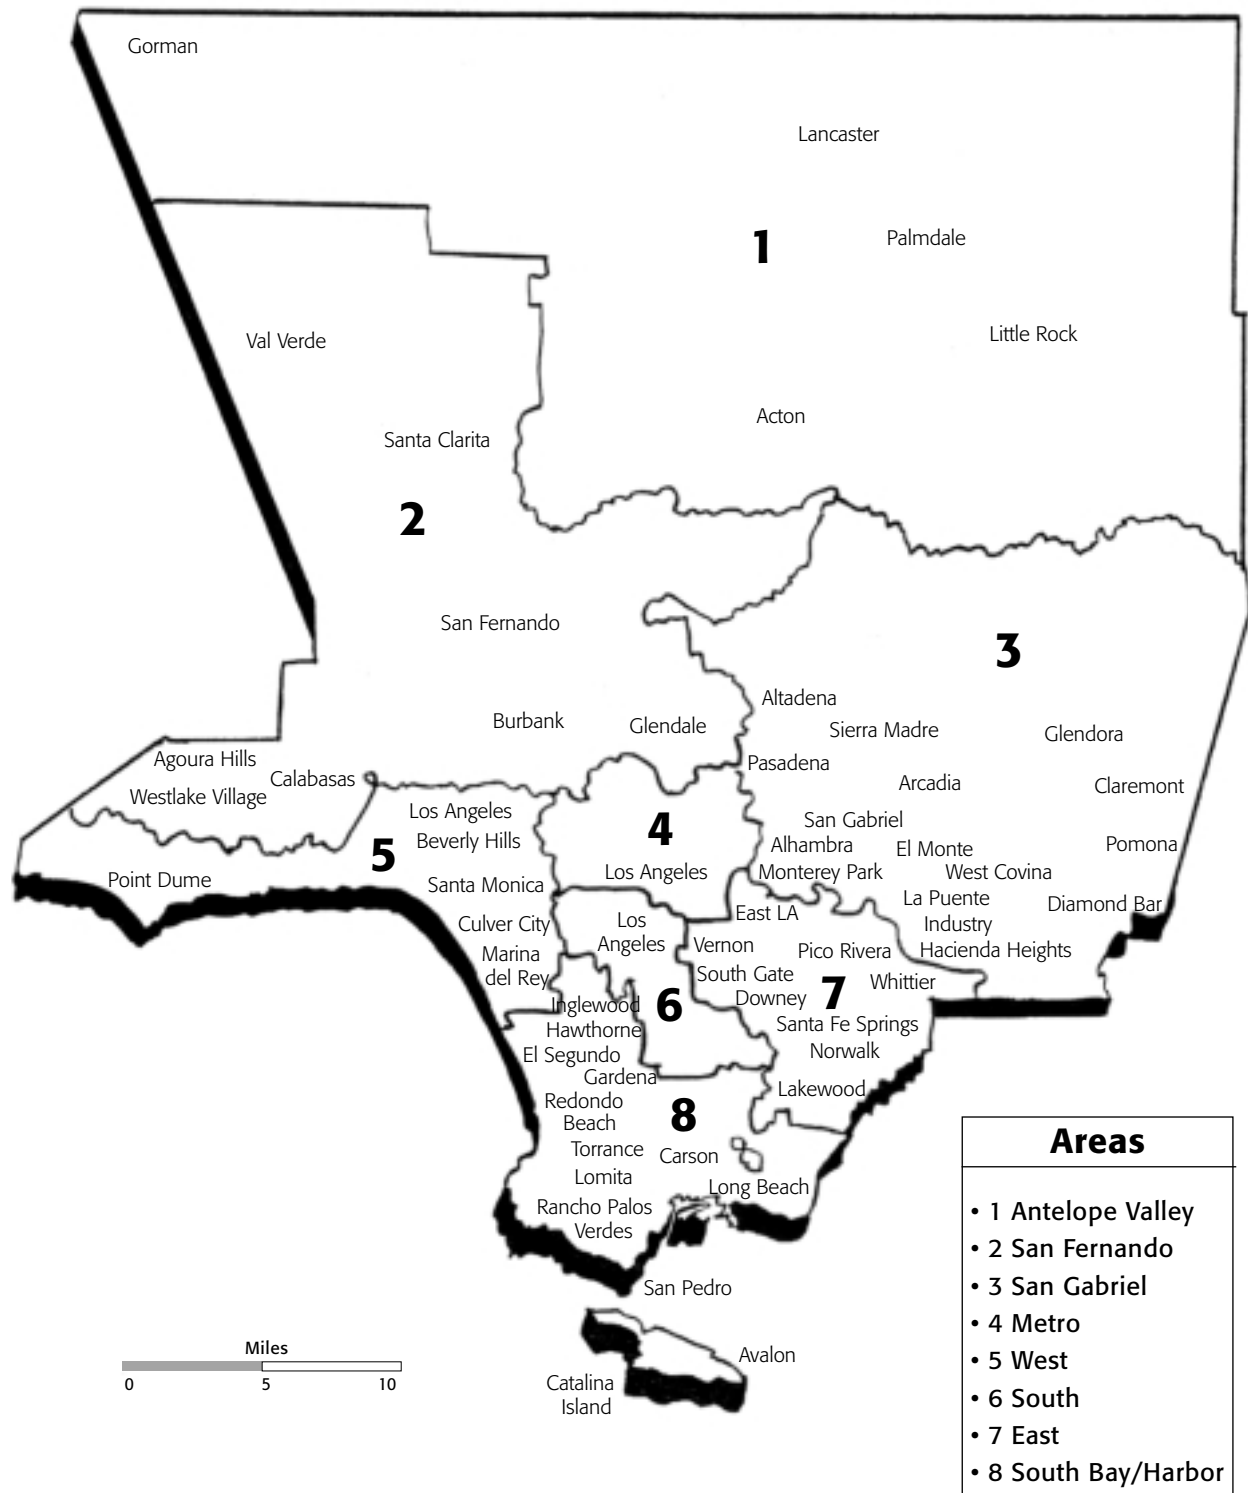 Gorman
Lancaster
1
Palmdale
Little Rock
Val Verde
Acton
Santa Clarita
2
San Fernando
3
Altadena
Burbank
Glendale
Sierra Madre
Glendora
Agoura Hills
Calabasas
Pasadena
Arcadia
Claremont
Westlake Village
Los Angeles
Beverly Hills
4
San Gabriel
Alhambra
El Monte
Pomona
5
Los Angeles
Monterey Park
West Covina
Point Dume
Santa Monica
La Puente
Diamond Bar
Culver City
Los
Angeles
East LA
Industry
Vernon
Pico Rivera
Hacienda Heights
Marina
del Rey
South Gate
Whittier
Downey
7
Inglewood
6
Hawthorne
Santa Fe Springs
El Segundo
Norwalk
Gardena
Lakewood
Redondo
Beach
8
Torrance
Carson
Lomita
Long Beach
Rancho Palos
Verdes
San Pedro
Avalon
Catalina
Island
Miles
0 5 10
Areas
• 1 Antelope Valley
• 2 San Fernando
• 3 San Gabriel
• 4 Metro
• 5 West
• 6 South
• 7 East
• 8 South Bay/Harbor